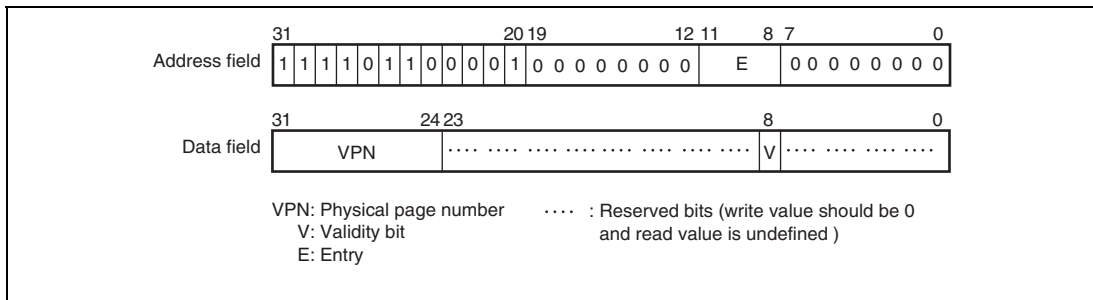 31 20 19 12 11 8 7 0
Address field 1 1 1 1 0 1 1 0 0 0 0 1 0 0 0 0 0 0 0 0 E 0 0 0 0 0 0 0 0
31 24 23 8 0
Data field VPN .... .... .... .... .... .... .... .... V .... .... .... ....
VPN: Physical page number .... : Reserved bits (write value should be 0
V: Validity bit and read value is undefined )
E: Entry